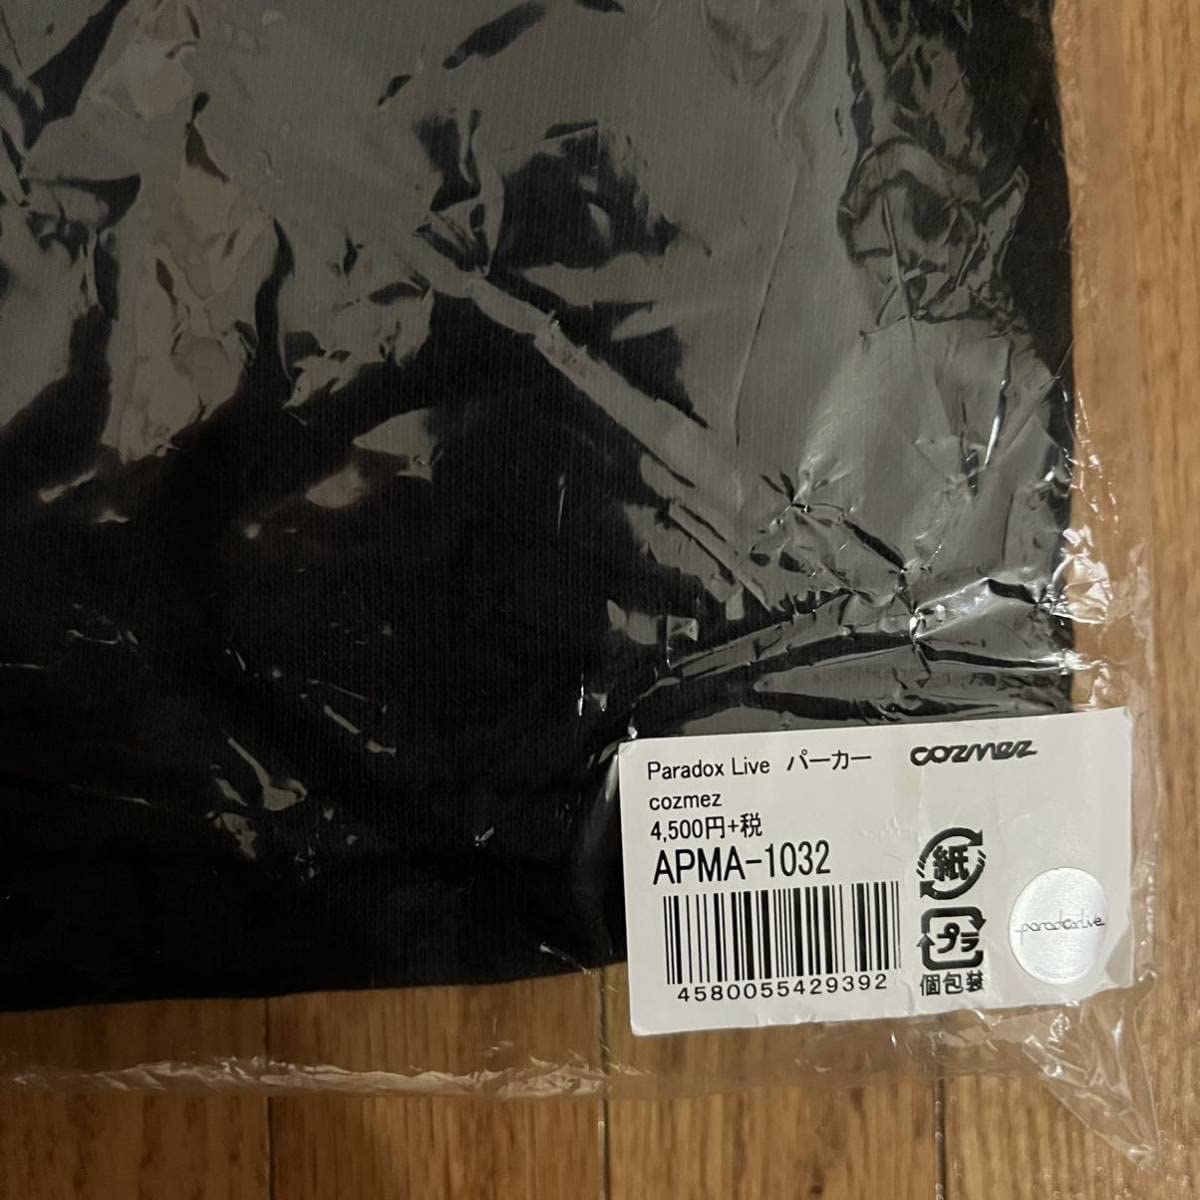 Paradox Live パーカー
cozmez
cozmez
4,500円+税
APMA-1032
4580055429392
紙
プラ
個包装
paradoxlive